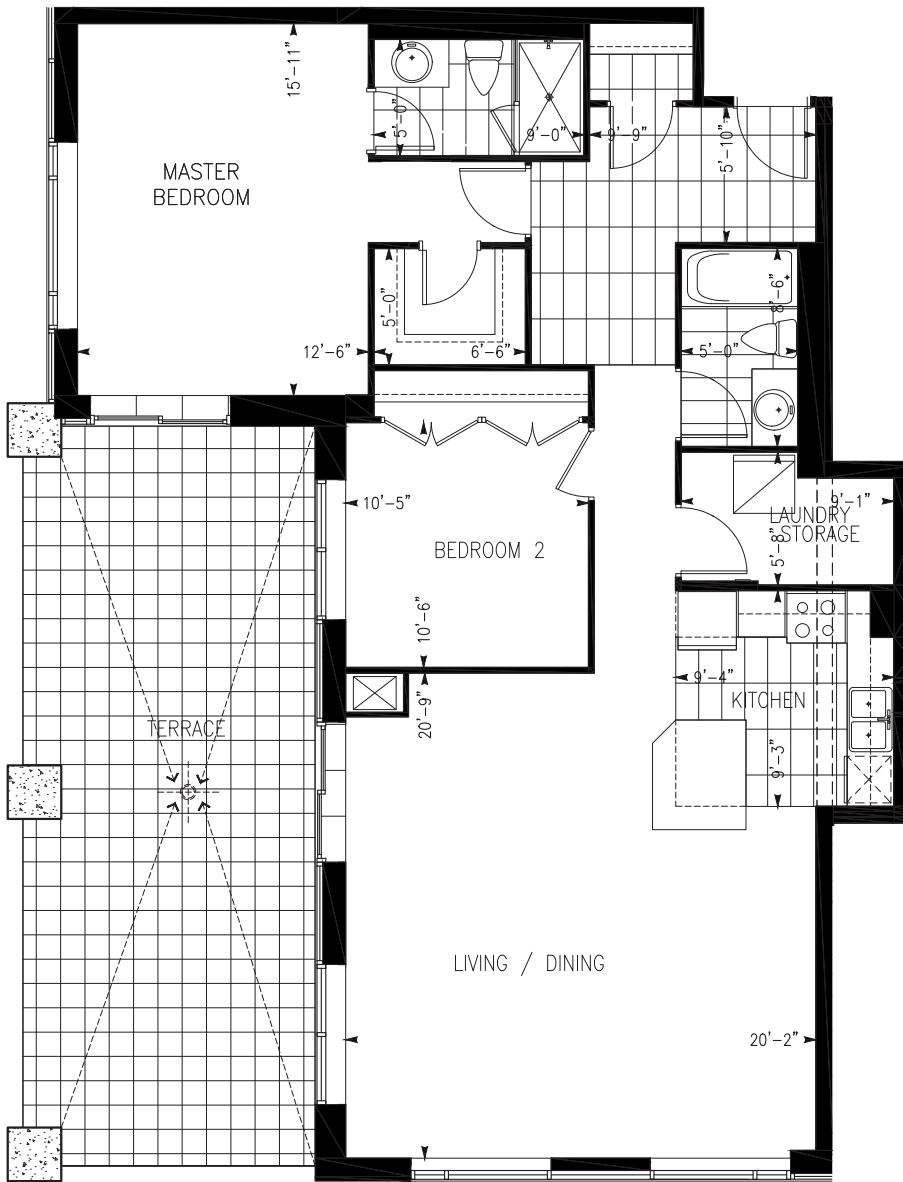 15'-11"
5'-0"
9'-0"
9'-9"
5'-10"
MASTER
BEDROOM
5'-0"
8'-6"
12'-6"
6'-6"
5'-0"
10'-5"
9'-1"
LAUNDRY
STORAGE
5'-8"
BEDROOM 2
10'-6"
9'-4"
KITCHEN
20'-9"
TERRACE
9'-3"
LIVING / DINING
20'-2"